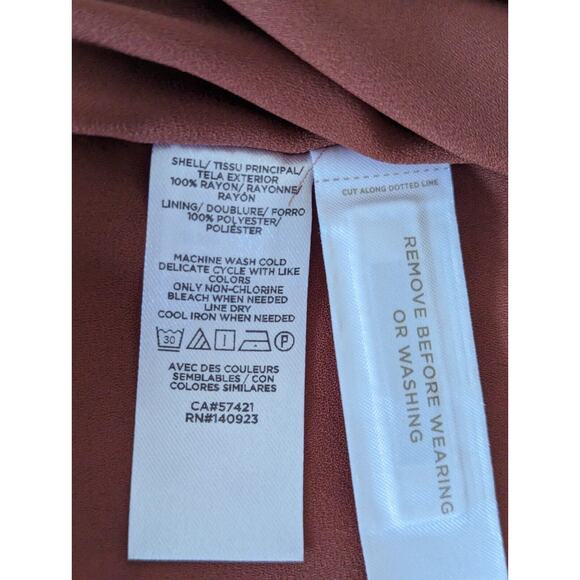 SHELL/ TISSU PRINCIPAL/
TELA EXTERIOR
100% RAYON/RAYONNE/
RAYÓN
LINING/ DOUBLURE/ FORRO
100% POLYESTER/
POLIÉSTER
MACHINE WASH COLD
DELICATE CYCLE WITH LIKE
COLORS
ONLY NON-CHLORINE
BLEACH WHEN NEEDED
LINE DRY
COOL IRON WHEN NEEDED
30
P
AVEC DES COULEURS
SEMBLABLES / CON
COLORES SIMILARES
CA#57421
RN#140923
CUT ALONG DOTTED LINE
REMOVE BEFORE WEARING
OR WASHING